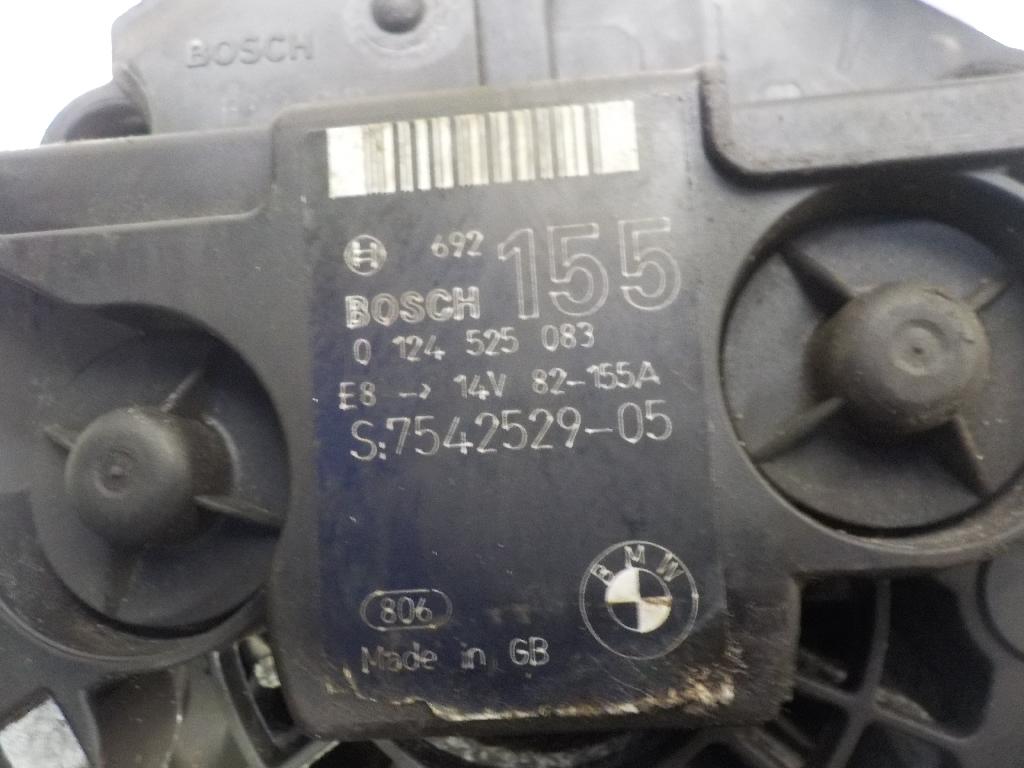 BOSCH
692
155
BOSCH
0 124 525 083
E8 -> 14V 82-155A
S:7542529-05
BMW
806
Made in GB